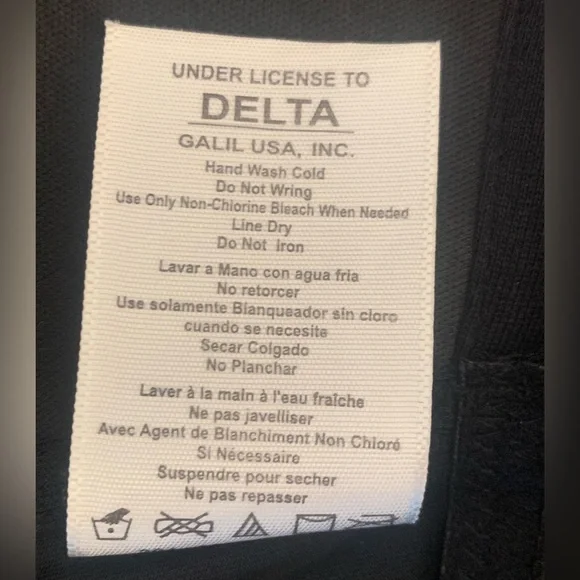 UNDER LICENSE TO
DELTA
GALIL USA, INC.
Hand Wash Cold
Do Not Wring
Use Only Non-Chlorine Bleach When Needed
Line Dry
Do Not Iron
Lavar a Mano con agua fria
No retorcer
Use solamente Blanqueador sin cloro
cuando se necesite
Secar Colgado
No Planchar
Laver à la main à l'eau fraîche
Ne pas javelliser
Avec Agent de Blanchiment Non Chloré
Si Nécessaire
Suspendre pour secher
Ne pas repasser